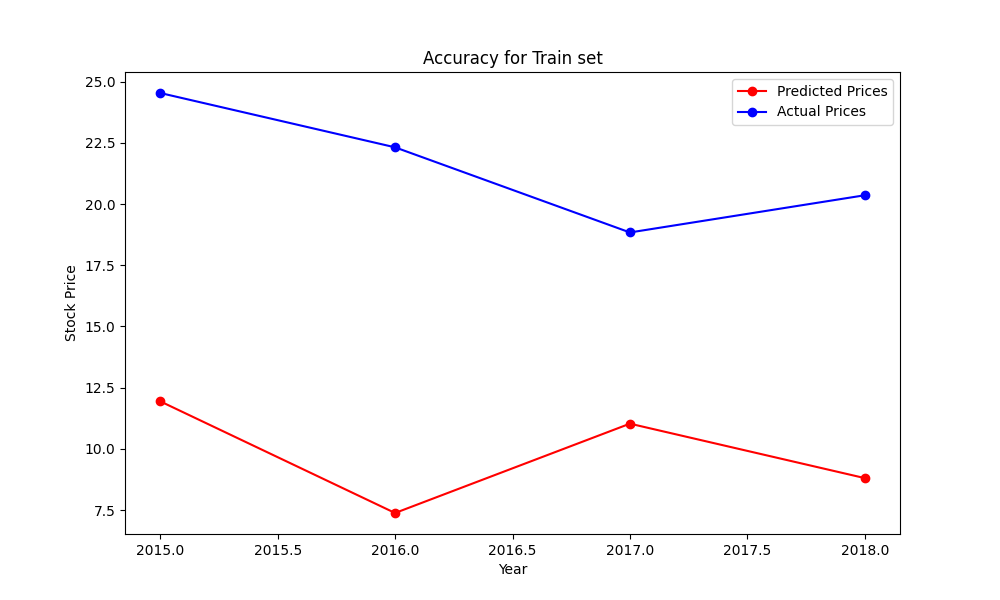 Accuracy for Train set
Predicted Prices
Actual Prices
Stock Price
25.0
22.5
20.0
17.5
15.0
12.5
10.0
7.5
2015.0 2015.5 2016.0 2016.5 2017.0 2017.5 2018.0
Year